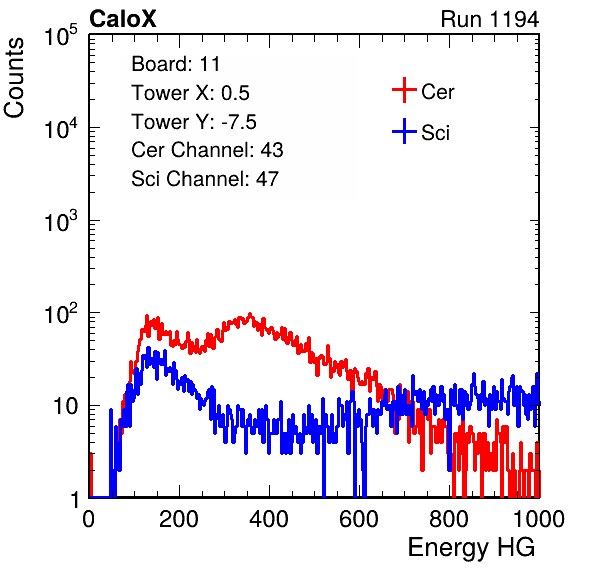 CaloX Run 1194
Counts
Board: 11
Tower X: 0.5
Tower Y: -7.5
Cer Channel: 43
Sci Channel: 47
Cer
Sci
10^5
10^4
10^3
10^2
10
1
0 200 400 600 800 1000
Energy HG